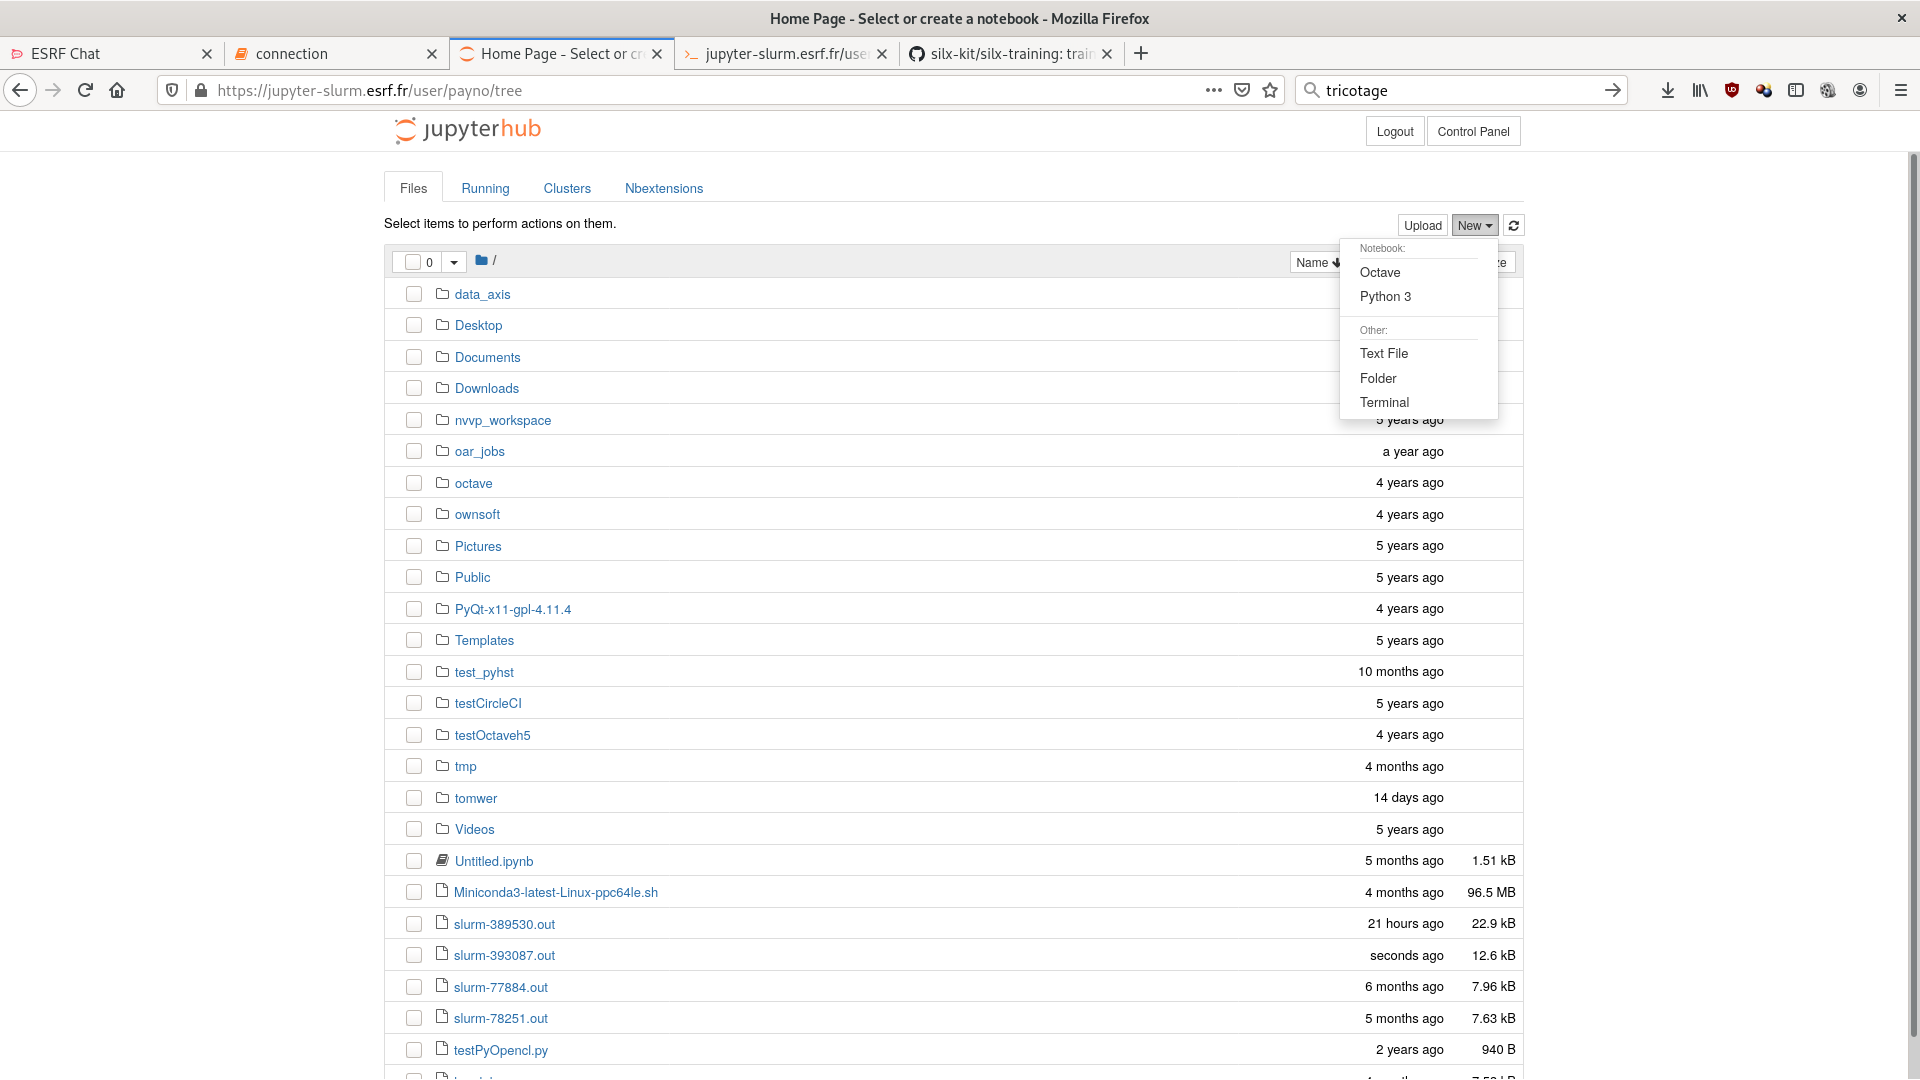 Home Page - Select or create a notebook - Mozilla Firefox
ESRF Chat
connection
Home Page - Select or cr
jupyter-slurm.esrf.fr/use
silx-kit/silx-training: train
https://jupyter-slurm.esrf.fr/user/payno/tree
tricotage
jupyterhub
Logout
Control Panel
Files
Running
Clusters
Nbextensions
Select items to perform actions on them.
Upload
New
0
/
Name
ze
Notebook:
Octave
Python 3
Other:
Text File
Folder
Terminal
data_axis
Desktop
Documents
Downloads
nvvp_workspace 5 years ago
oar_jobs a year ago
octave 4 years ago
ownsoft 4 years ago
Pictures 5 years ago
Public 5 years ago
PyQt-x11-gpl-4.11.4 4 years ago
Templates 5 years ago
test_pyhst 10 months ago
testCircleCI 5 years ago
testOctaveh5 4 years ago
tmp 4 months ago
tomwer 14 days ago
Videos 5 years ago
Untitled.ipynb 5 months ago 1.51 kB
Miniconda3-latest-Linux-ppc64le.sh 4 months ago 96.5 MB
slurm-389530.out 21 hours ago 22.9 kB
slurm-393087.out seconds ago 12.6 kB
slurm-77884.out 6 months ago 7.96 kB
slurm-78251.out 5 months ago 7.63 kB
testPyOpencl.py 2 years ago 940 B